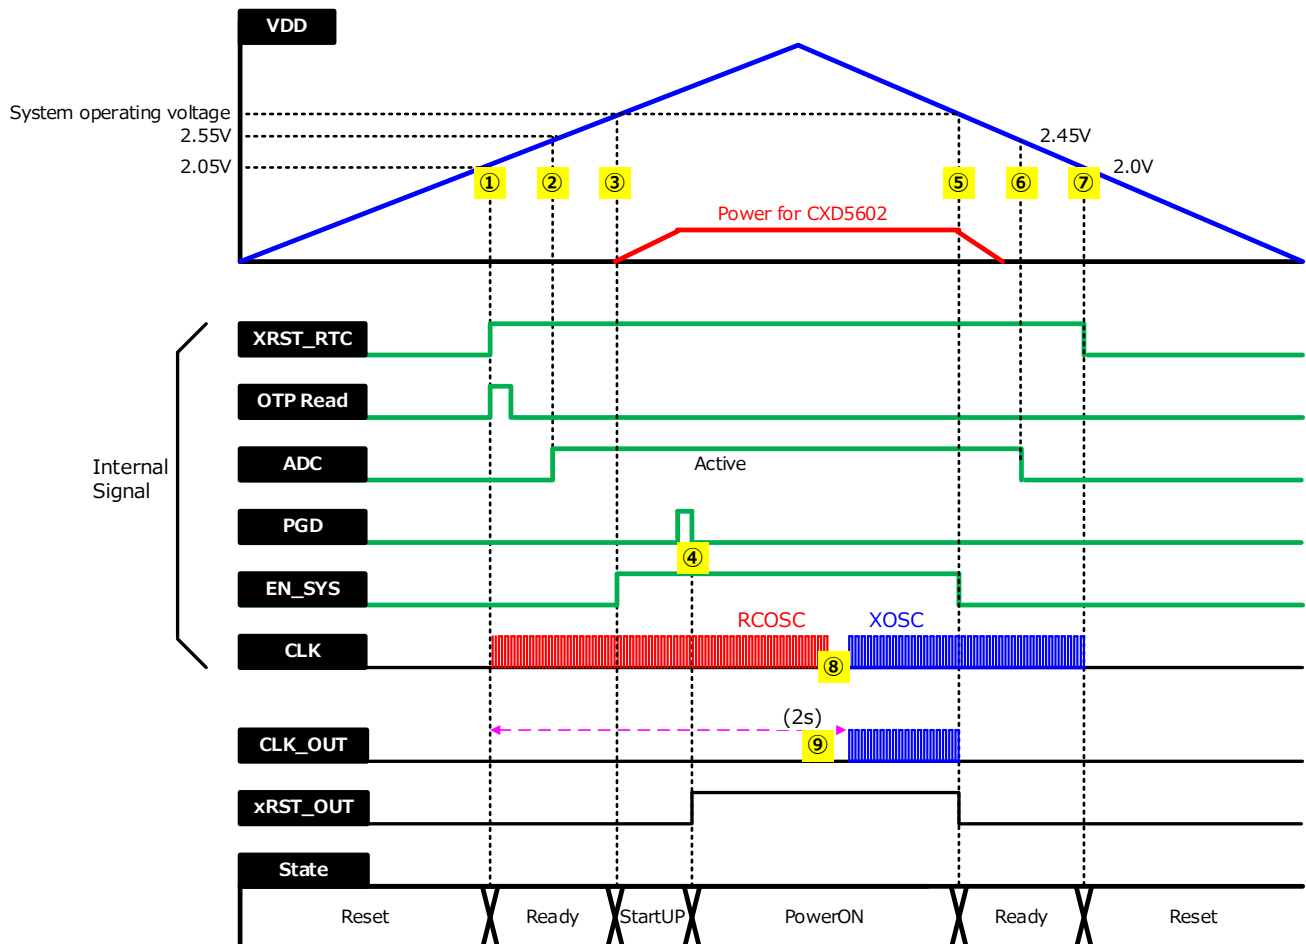 VDD
System operating voltage
2.55V
2.05V
2.45V
2.0V
① ② ③ ⑤ ⑥ ⑦
Power for CXD5602
XRST_RTC
OTP Read
ADC
Active
Internal
Signal
PGD
④
EN_SYS
RCOSC XOSC
CLK
⑧
(2s)
CLK_OUT
⑨
xRST_OUT
State
Reset Ready StartUP PowerON Ready Reset